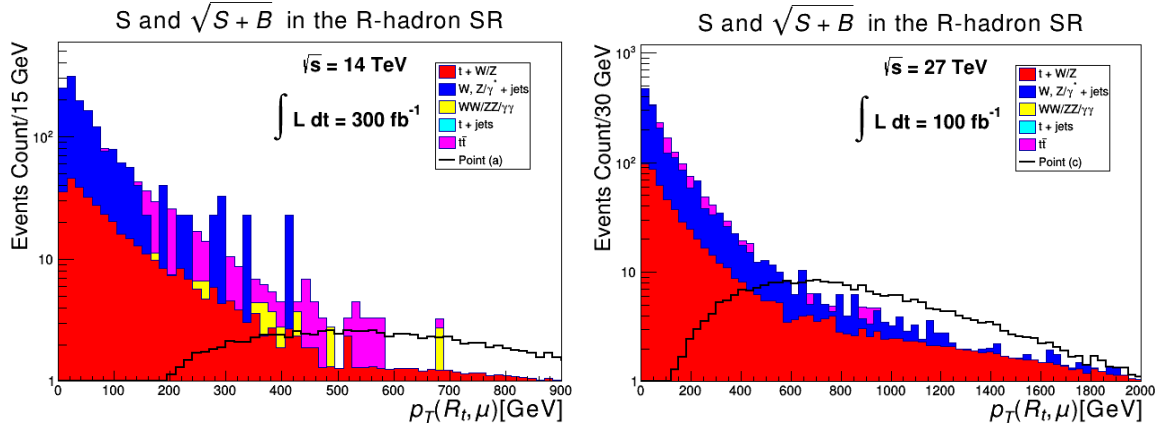 S and √S + B in the R-hadron SR
Events Count/15 GeV
√s = 14 TeV
∫ L dt = 300 fb⁻¹
t + W/Z
W, Z/γ* + jets
WW/ZZ/γγ
t + jets
tt̄
Point (a)
10²
10
1
0 100 200 300 400 500 600 700 800 900
p_T(R_t, μ)[GeV]
S and √S + B in the R-hadron SR
Events Count/30 GeV
√s = 27 TeV
∫ L dt = 100 fb⁻¹
t + W/Z
W, Z/γ* + jets
WW/ZZ/γγ
t + jets
tt̄
Point (c)
10³
10²
10
1
0 200 400 600 800 1000 1200 1400 1600 1800 2000
p_T(R_t, μ)[GeV]